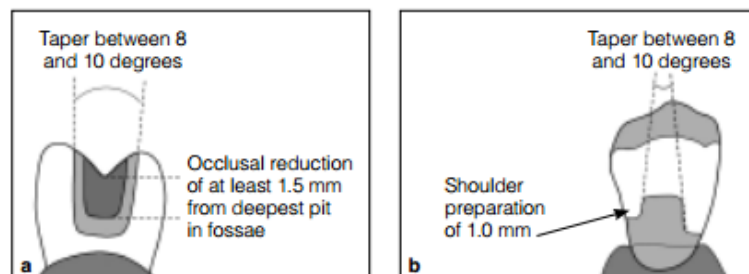 Taper between 8
and 10 degrees
Occlusal reduction
of at least 1.5 mm
from deepest pit
in fossae
a
Taper between 8
and 10 degrees
Shoulder
preparation
of 1.0 mm
b